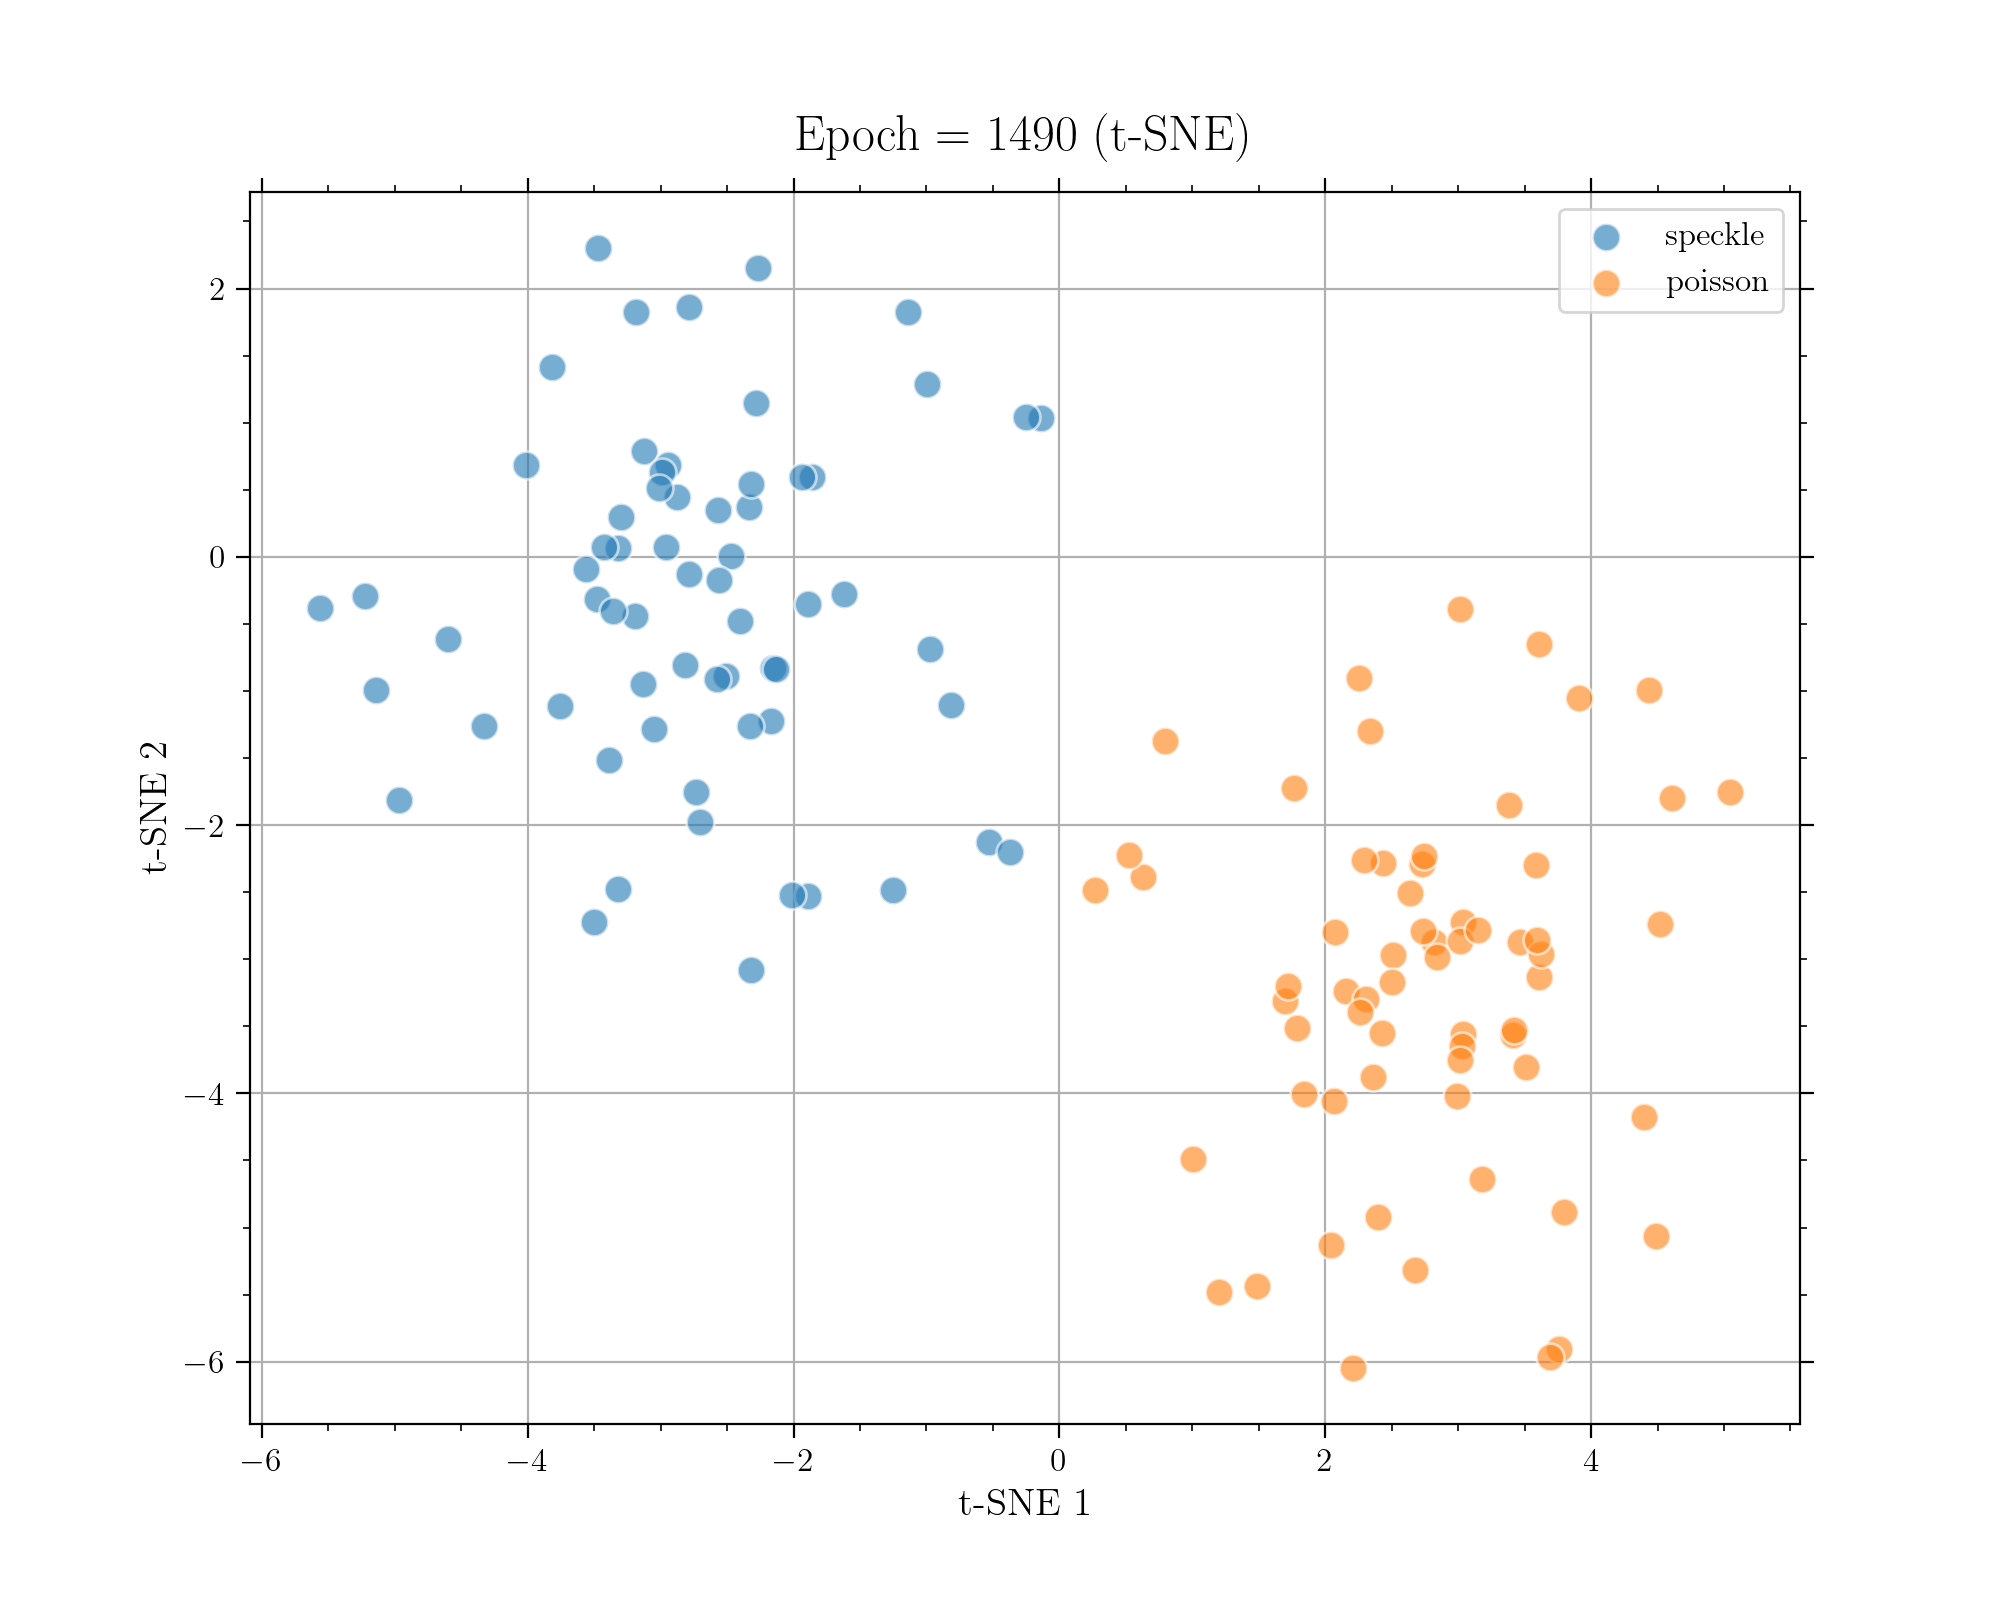 Epoch = 1490 (t-SNE)
speckle
poisson
2
0
−2
−4
−6
t-SNE 2
−6 −4 −2 0 2 4
t-SNE 1